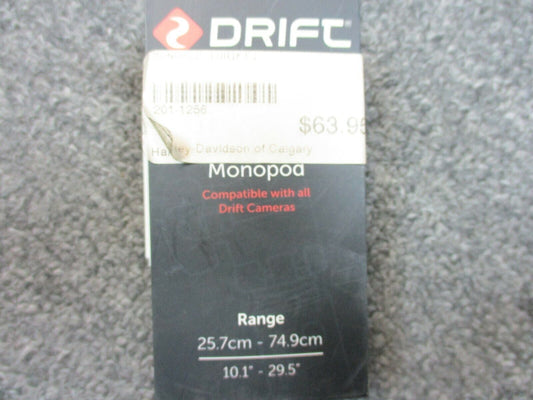 DRIFT
201-1256
$63.95
Harley-Davidson of Calgary
Monopod
Compatible with all
Drift Cameras
Range
25.7cm - 74.9cm
10.1" - 29.5"